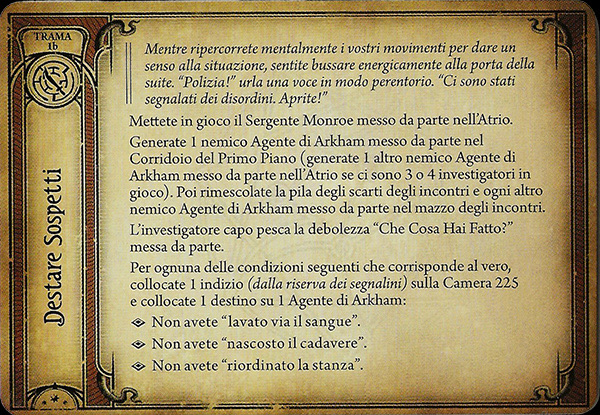 TRAMA
1b
Destare Sospetti
Mentre ripercorrete mentalmente i vostri movimenti per dare un
senso alla situazione, sentite bussare energicamente alla porta della
suite. “Polizia!” urla una voce in modo perentorio. “Ci sono stati
segnalati dei disordini. Aprite!”
Mettete in gioco il Sergente Monroe messo da parte nell’Atrio.
Generate 1 nemico Agente di Arkham messo da parte nel
Corridoio del Primo Piano (generate 1 altro nemico Agente di
Arkham messo da parte nell’Atrio se ci sono 3 o 4 investigatori in
gioco). Poi rimescolate la pila degli scarti degli incontri e ogni altro
nemico Agente di Arkham messo da parte nel mazzo degli incontri.
L’investigatore capo pesca la debolezza “Che Cosa Hai Fatto?”
messa da parte.
Per ognuna delle condizioni seguenti che corrisponde al vero,
collocate 1 indizio (dalla riserva dei segnalini) sulla Camera 225
e collocate 1 destino su 1 Agente di Arkham:
Non avete “lavato via il sangue”.
Non avete “nascosto il cadavere”.
Non avete “riordinato la stanza”.